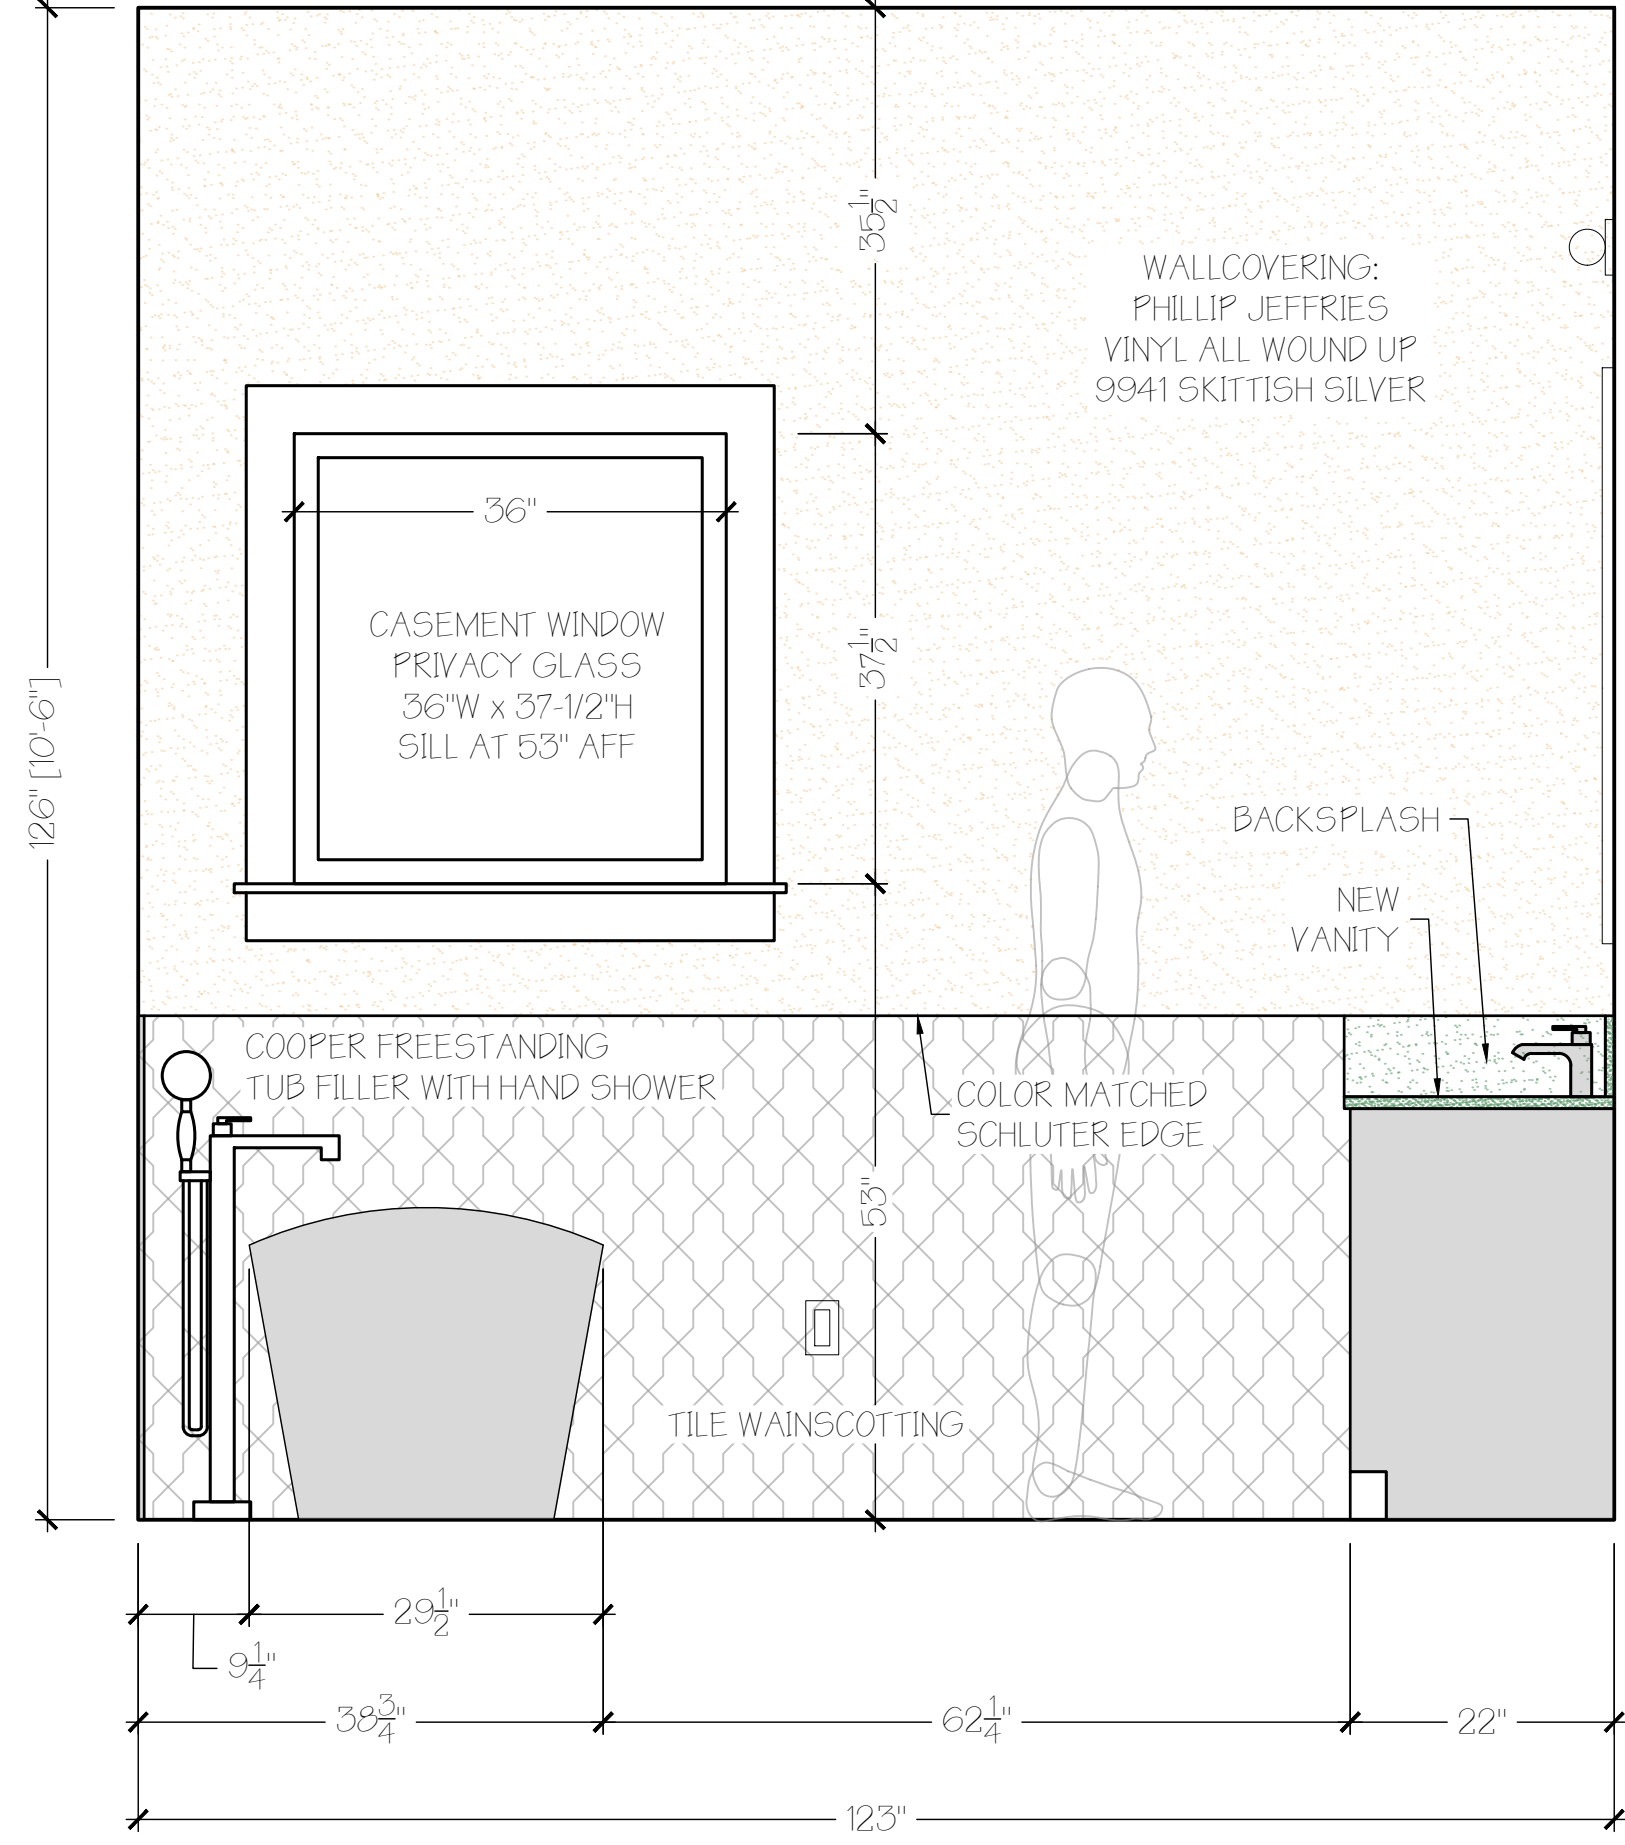 35 1/2"
WALLCOVERING:
PHILLIP JEFFRIES
VINYL ALL WOUND UP
9941 SKITTISH SILVER
36"
CASEMENT WINDOW
PRIVACY GLASS
36"W x 37-1/2"H
SILL AT 53" AFF
37 1/2"
126" [10'-6"]
BACKSPLASH
NEW
VANITY
COOPER FREESTANDING
TUB FILLER WITH HAND SHOWER
COLOR MATCHED
SCHLUTER EDGE
53"
TILE WAINSCOTTING
29 1/2"
9 1/4"
38 3/4"
62 1/4"
22"
123"